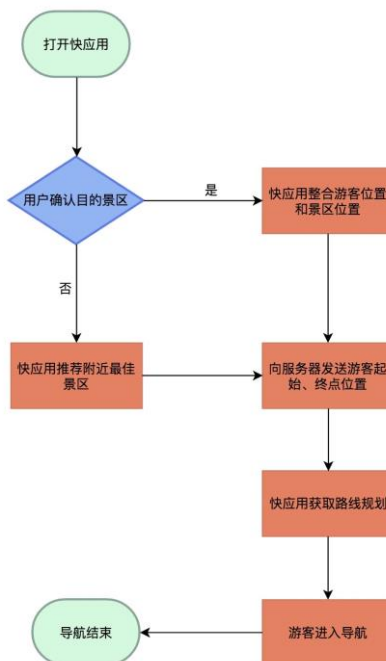 打开快应用
用户确认目的景区
是
快应用整合游客位置
和景区位置
否
快应用推荐附近最佳
景区
向服务器发送游客起
始、终点位置
快应用获取路线规划
游客进入导航
导航结束